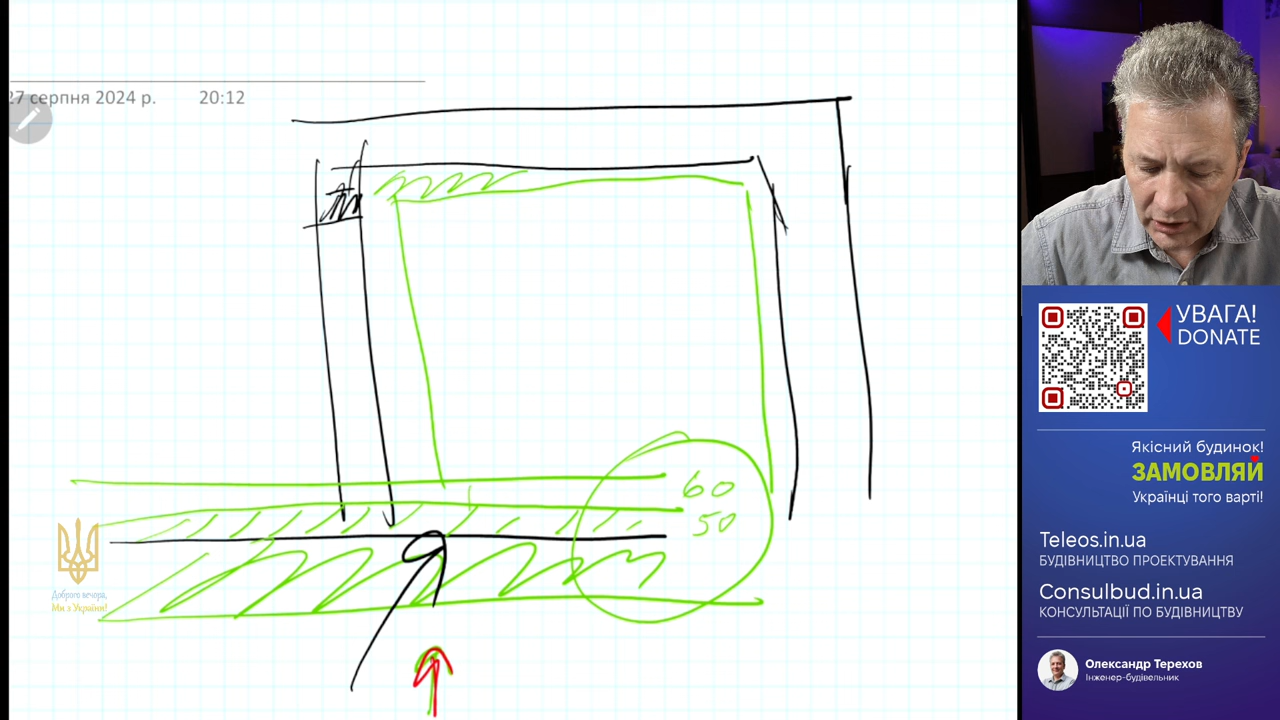 27 серпня 2024 р. 20:12
60
50
Доброго вечора,
Ми з України!
УВАГА!
DONATE
Якісний будинок!
ЗАМОВЛЯЙ
Українці того варті!
Teleos.in.ua
БУДІВНИЦТВО ПРОЕКТУВАННЯ
Consulbud.in.ua
КОНСУЛЬТАЦІЇ ПО БУДІВНИЦТВУ
Олександр Терехов
Інженер-будівельник